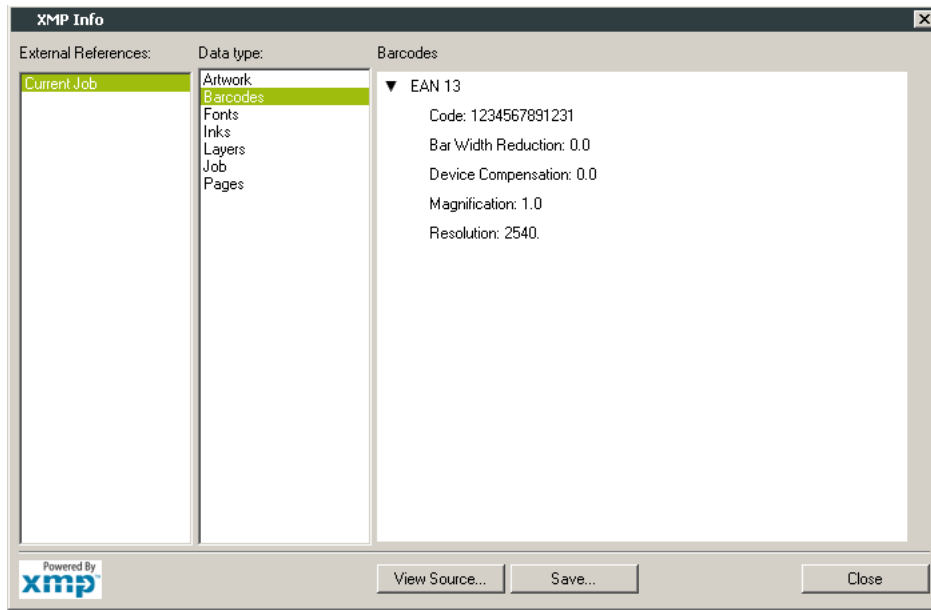 XMP Info
External References:
Data type:
Barcodes
Current Job
Artwork
Barcodes
Fonts
Inks
Layers
Job
Pages
EAN 13
Code: 1234567891231
Bar Width Reduction: 0.0
Device Compensation: 0.0
Magnification: 1.0
Resolution: 2540.
Powered By
xmp™
View Source...
Save...
Close